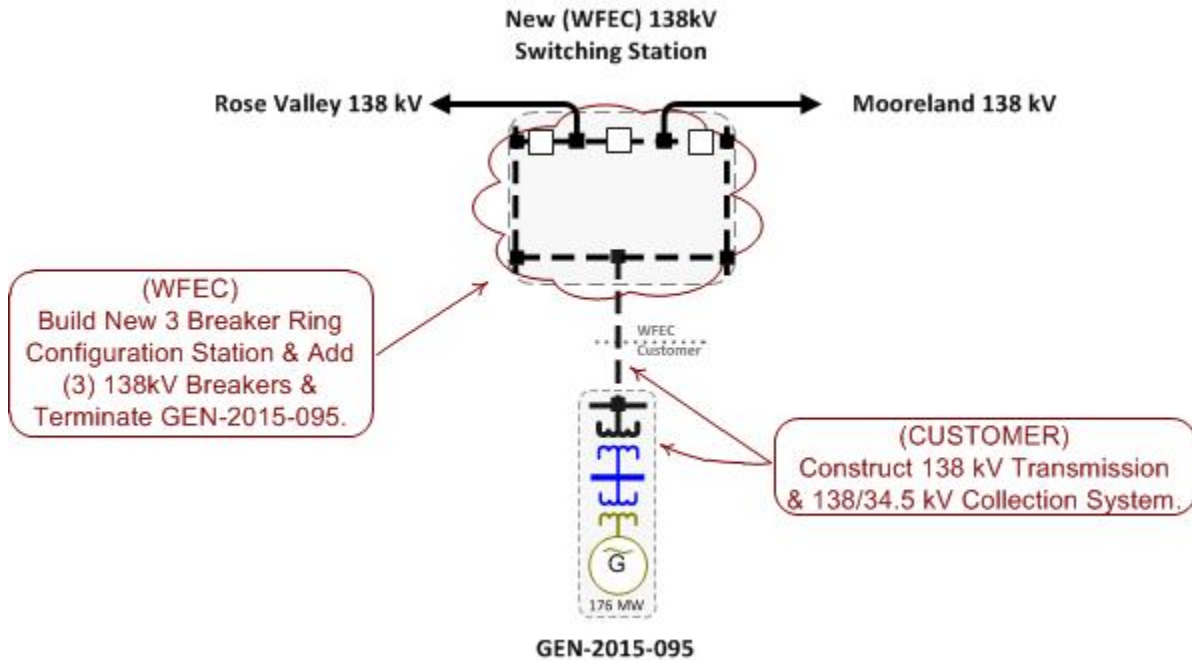 New (WFEC) 138kV
Switching Station
Rose Valley 138 kV
Mooreland 138 kV
(WFEC)
Build New 3 Breaker Ring
Configuration Station & Add
(3) 138kV Breakers &
Terminate GEN-2015-095.
WFEC
Customer
(CUSTOMER)
Construct 138 kV Transmission
& 138/34.5 kV Collection System.
G
176 MW
GEN-2015-095